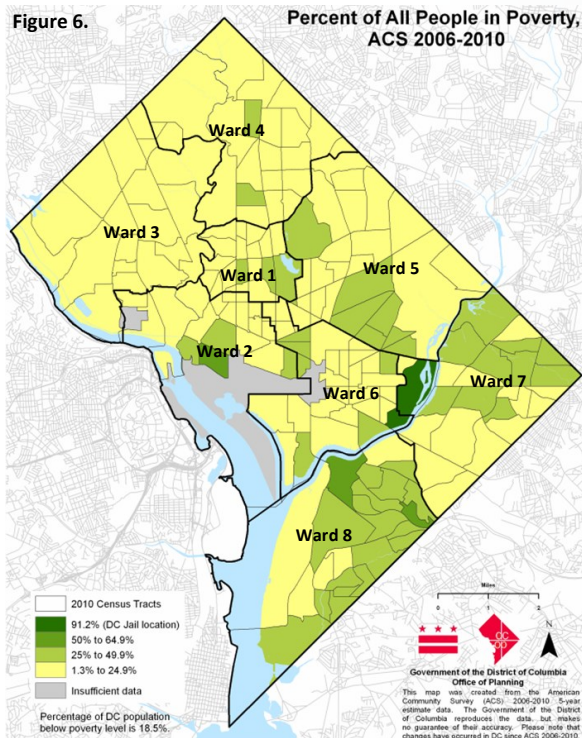 Figure 6.
Percent of All People in Poverty,
ACS 2006-2010
Ward 4
Ward 3
Ward 1
Ward 5
Ward 2
Ward 6
Ward 7
Ward 8
2010 Census Tracts
91.2% (DC Jail location)
50% to 64.9%
25% to 49.9%
1.3% to 24.9%
Insufficient data
Percentage of DC population
below poverty level is 18.5%.
Miles
0 1 2
N
DC
Government of the District of Columbia
Office of Planning
This map was created from the American
Community Survey (ACS) 2006-2010 5-year
estimate data. The Government of the District
of Columbia reproduces the data, but makes
no guarantee of their accuracy. Please note that
changes have occurred in DC since ACS 2006-2010.